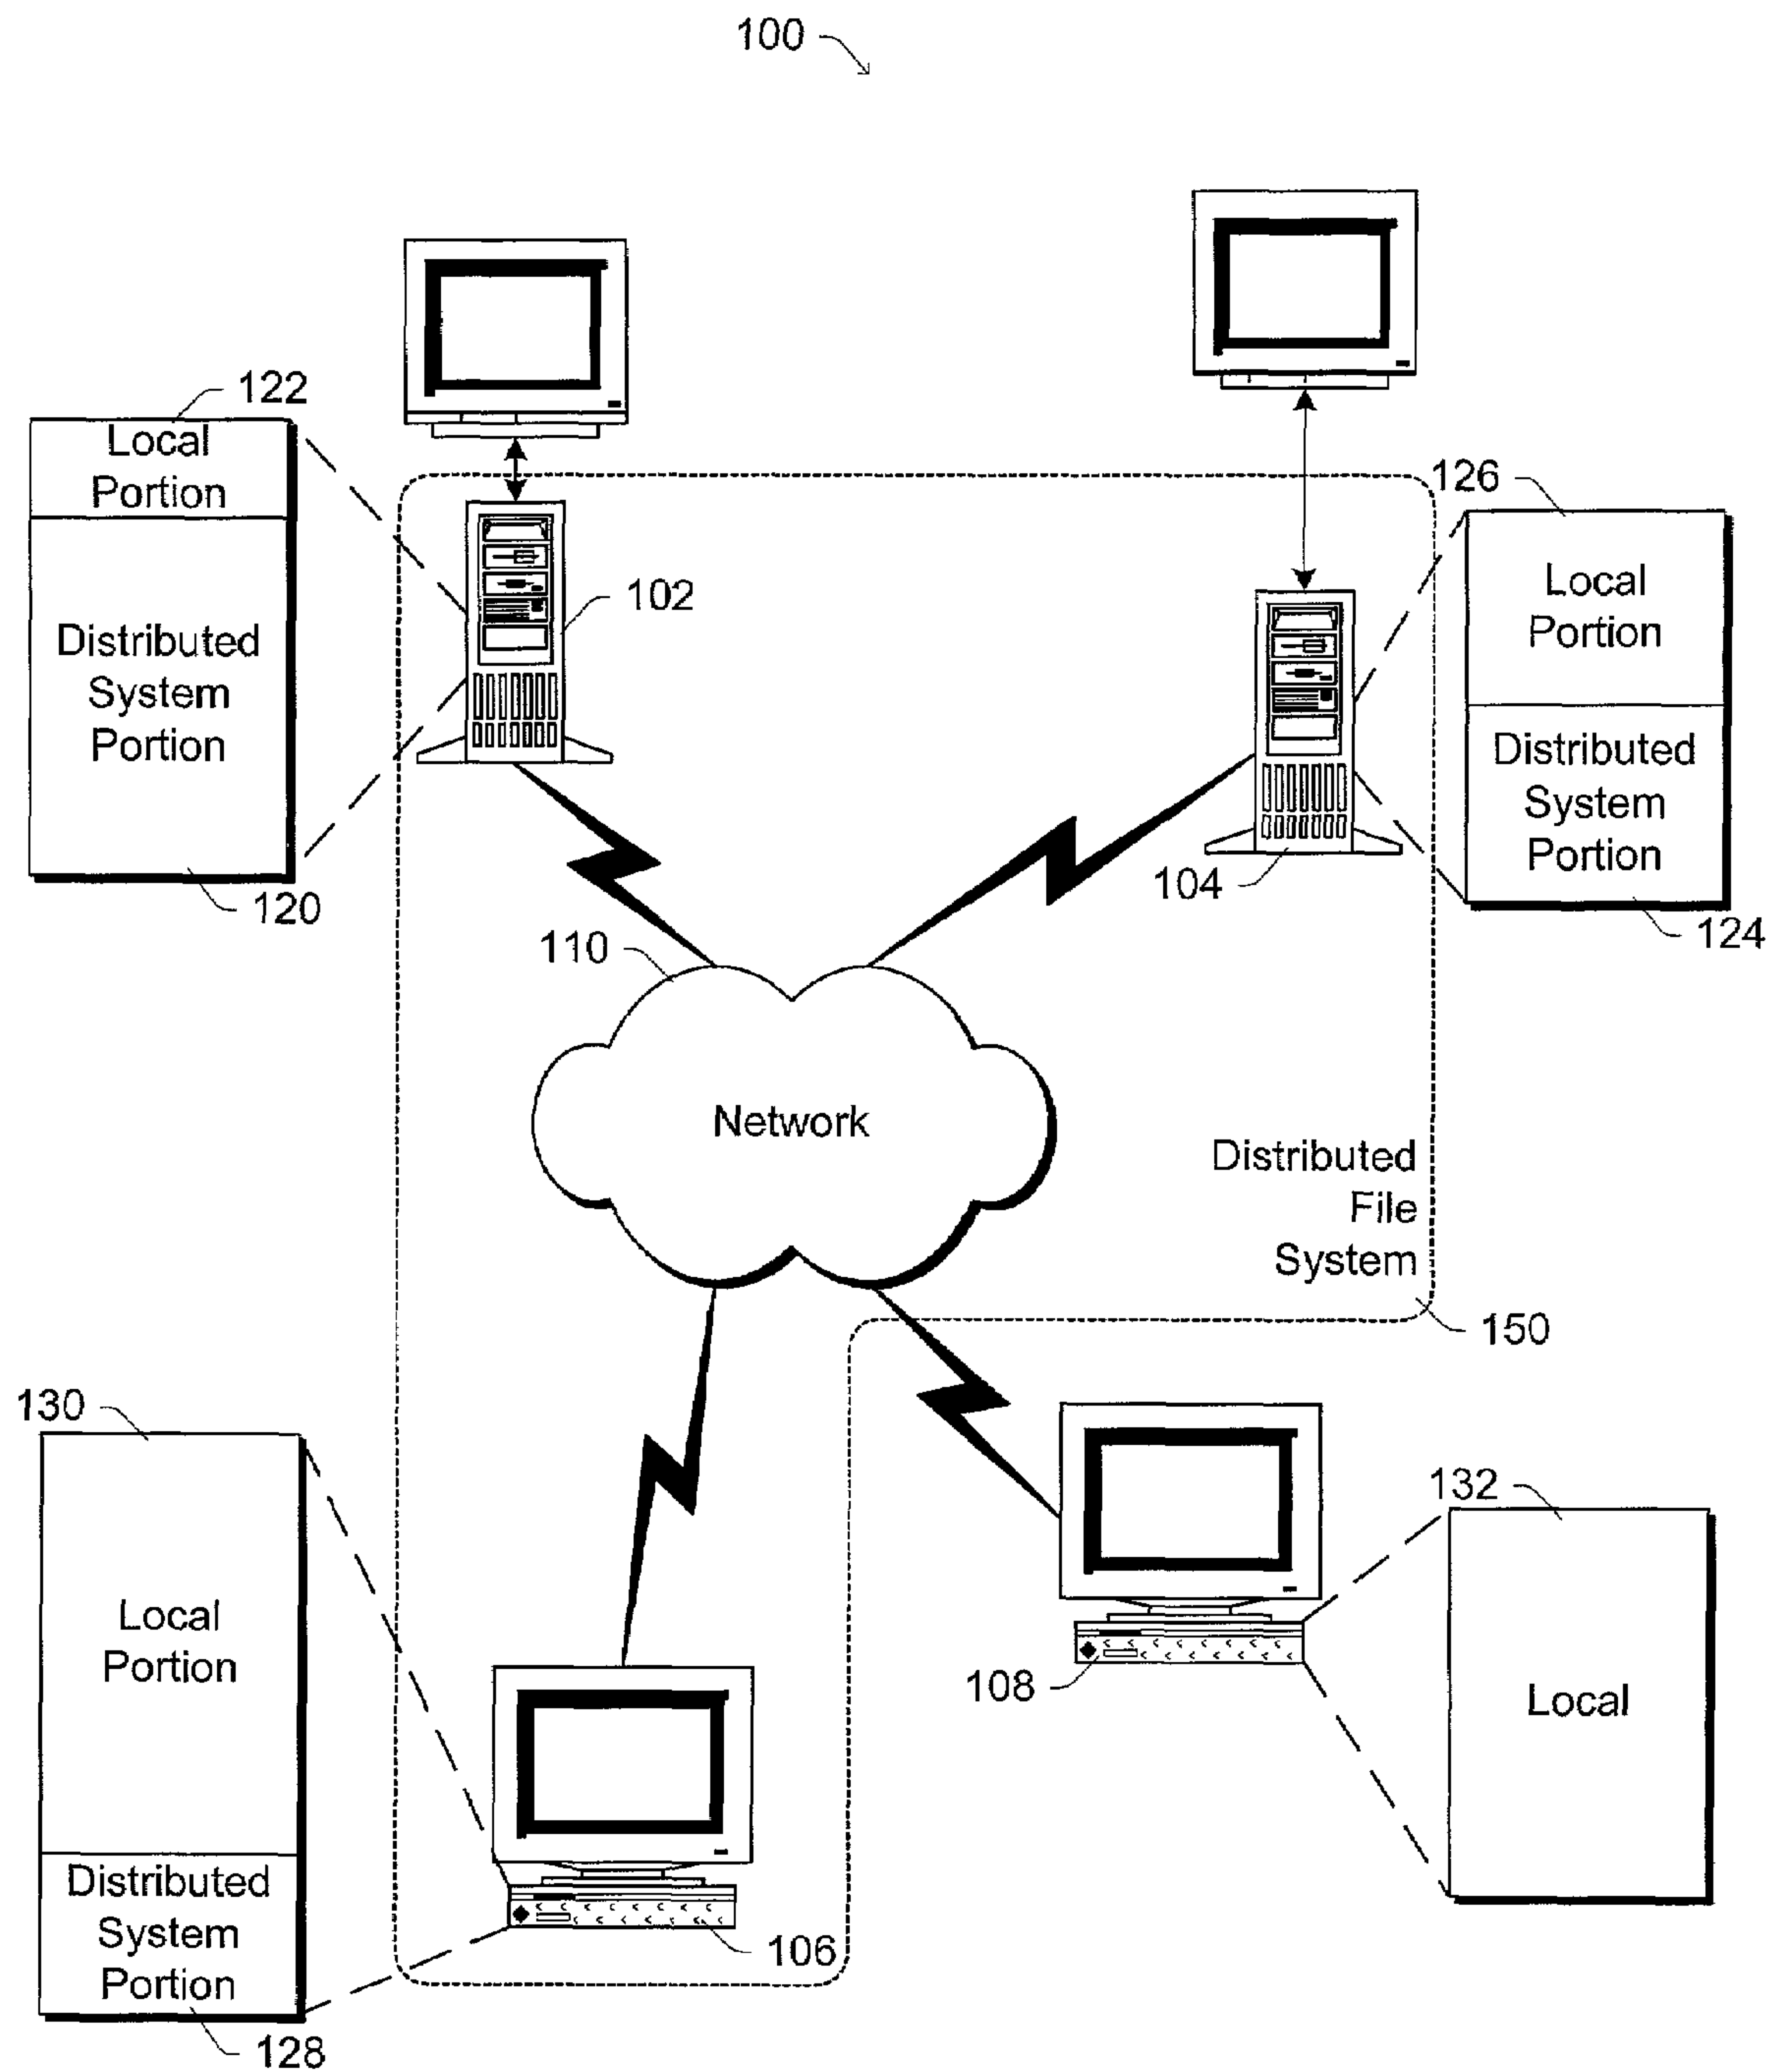 100
122
Local
Portion
Distributed
System
Portion
120
102
126
Local
Portion
Distributed
System
Portion
124
104
110
Network
Distributed
File
System
150
130
Local
Portion
Distributed
System
Portion
128
106
108
132
Local